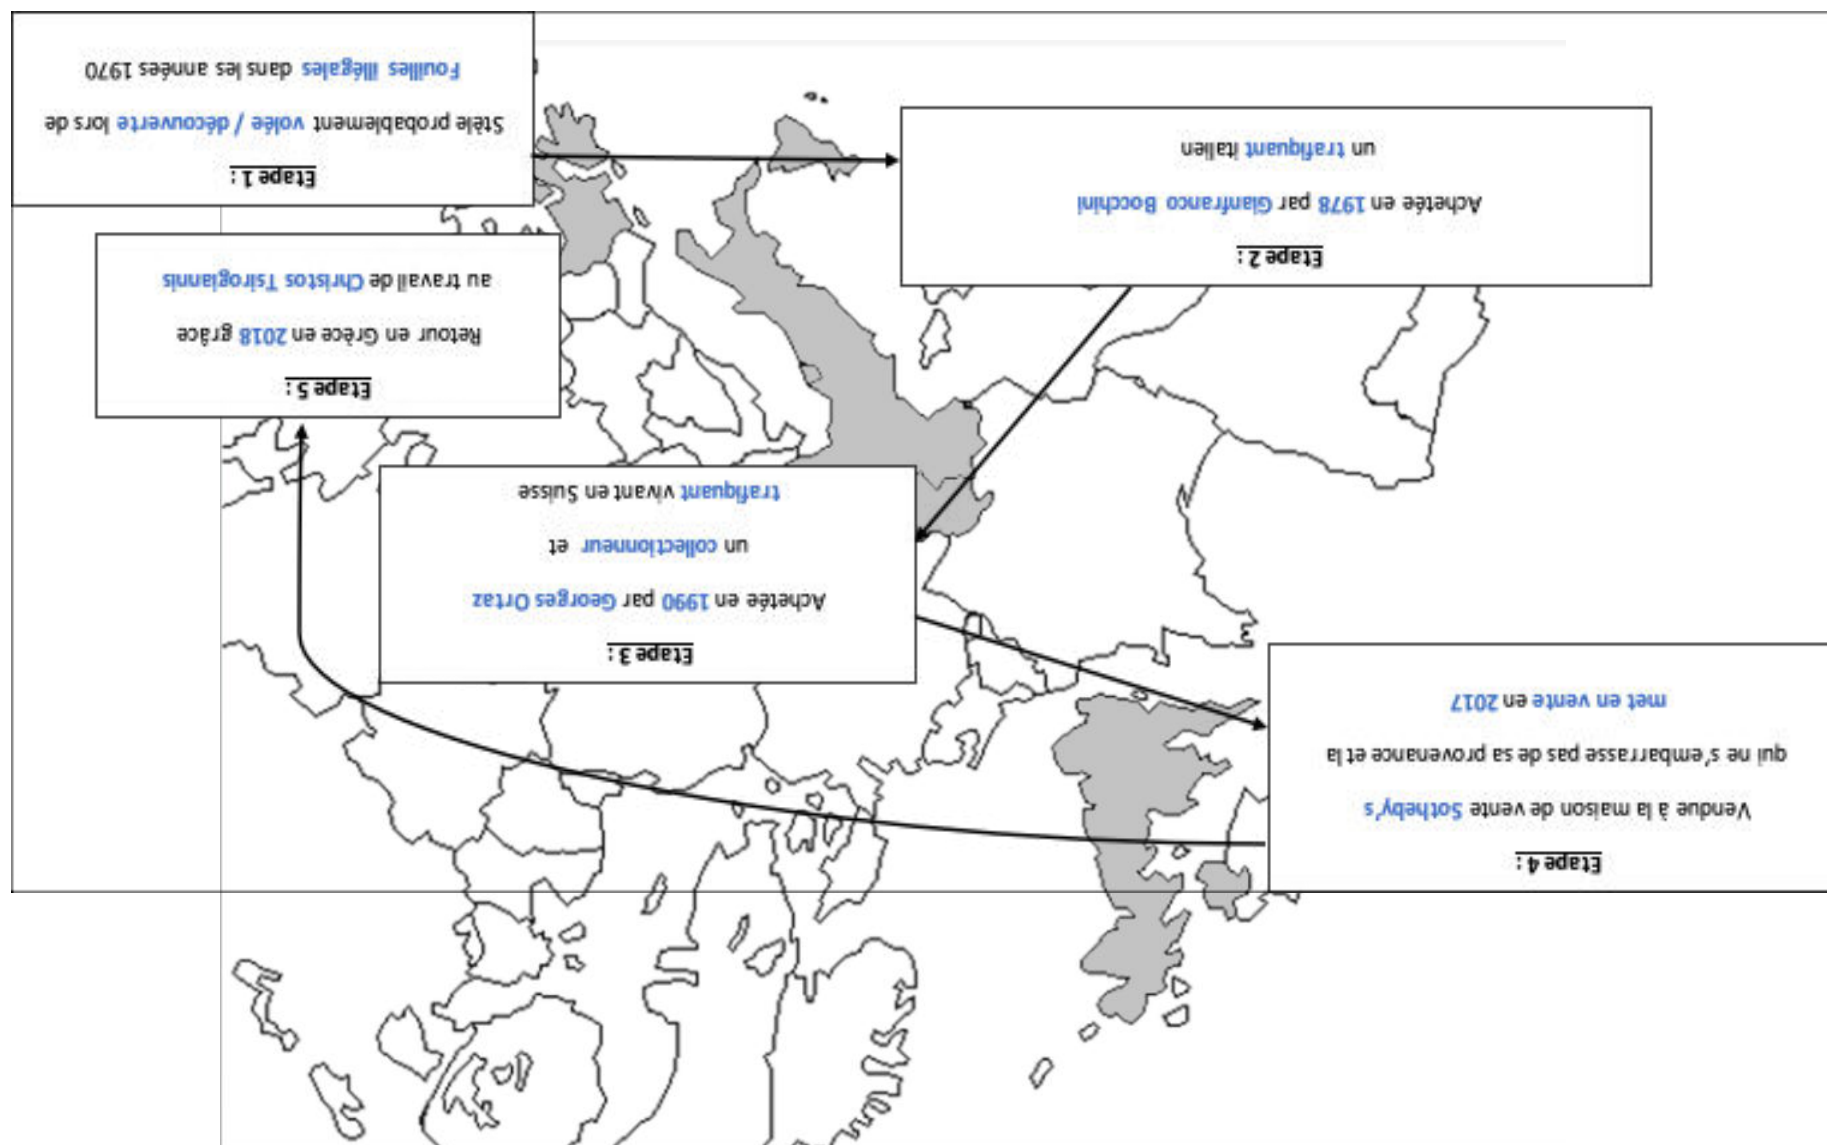 Etape 4 :
Vendue à la maison de vente Sotheby's
qui ne s'embarrasse pas de sa provenance et la
met en vente en 2017
Etape 3 :
Achetée en 1990 par Georges Ortaz
un collectionneur et
trafiquant vivant en Suisse
Etape 5 :
Retour en Grèce en 2018 grâce
au travail de Christos Tsirogiannis
Etape 2 :
Achetée en 1978 par Gianfranco Bocchini
un trafiquant italien
Etape 1 :
Stèle probablement volée / découverte lors de
Fouilles illégales dans les années 1970